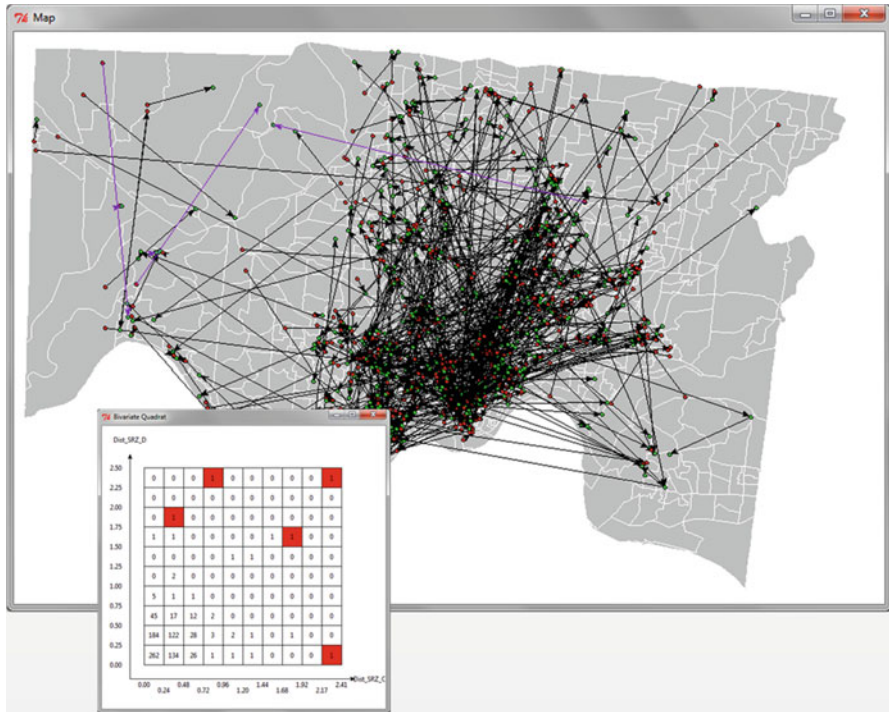 Map
Bivariate Quadrat
Dist_SRZ_D
2.50
0 0 0 1 0 0 0 0 0 1
2.25
0 0 0 0 0 0 0 0 0 0
2.00
0 1 0 0 0 0 0 0 0 0
1.75
1 1 0 0 0 0 1 1 0 0
1.50
0 0 0 0 1 1 0 0 0 0
1.25
0 2 0 0 0 0 0 0 0 0
1.00
5 1 1 0 0 0 0 0 0 0
0.75
45 17 12 2 0 0 0 0 0 0
0.50
184 122 28 3 2 1 0 1 0 0
0.25
262 134 26 1 1 1 0 0 0 1
0.00
Dist_SRZ_O
0.00 0.48 0.96 1.44 1.92 2.41
0.24 0.72 1.20 1.68 2.17